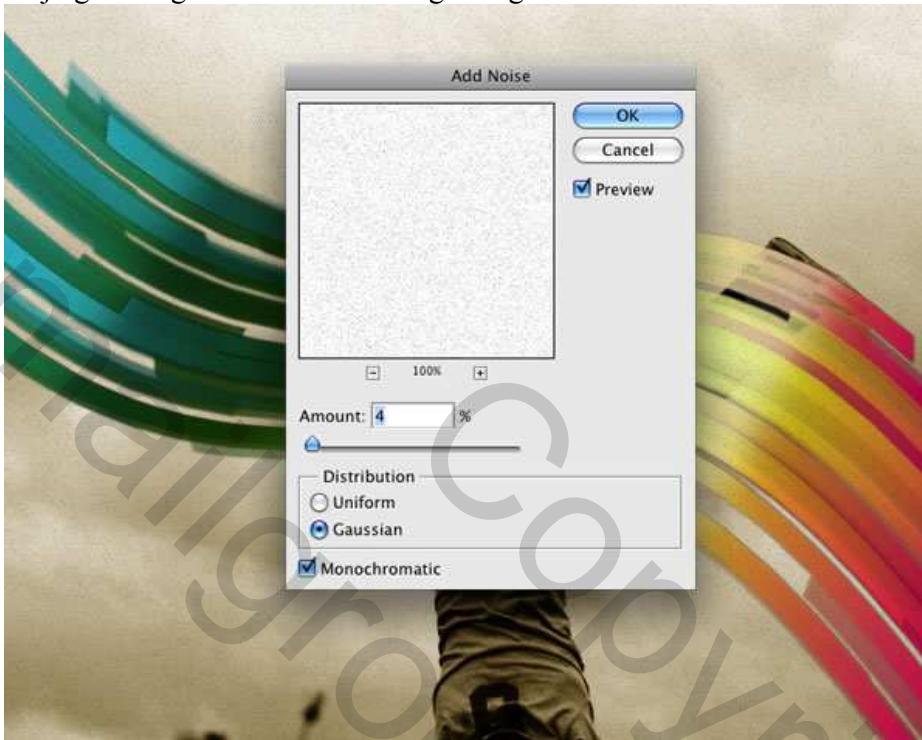 Add Noise
OK
Cancel
Preview
100%
Amount: 4 %
Distribution
Uniform
Gaussian
Monochromatic